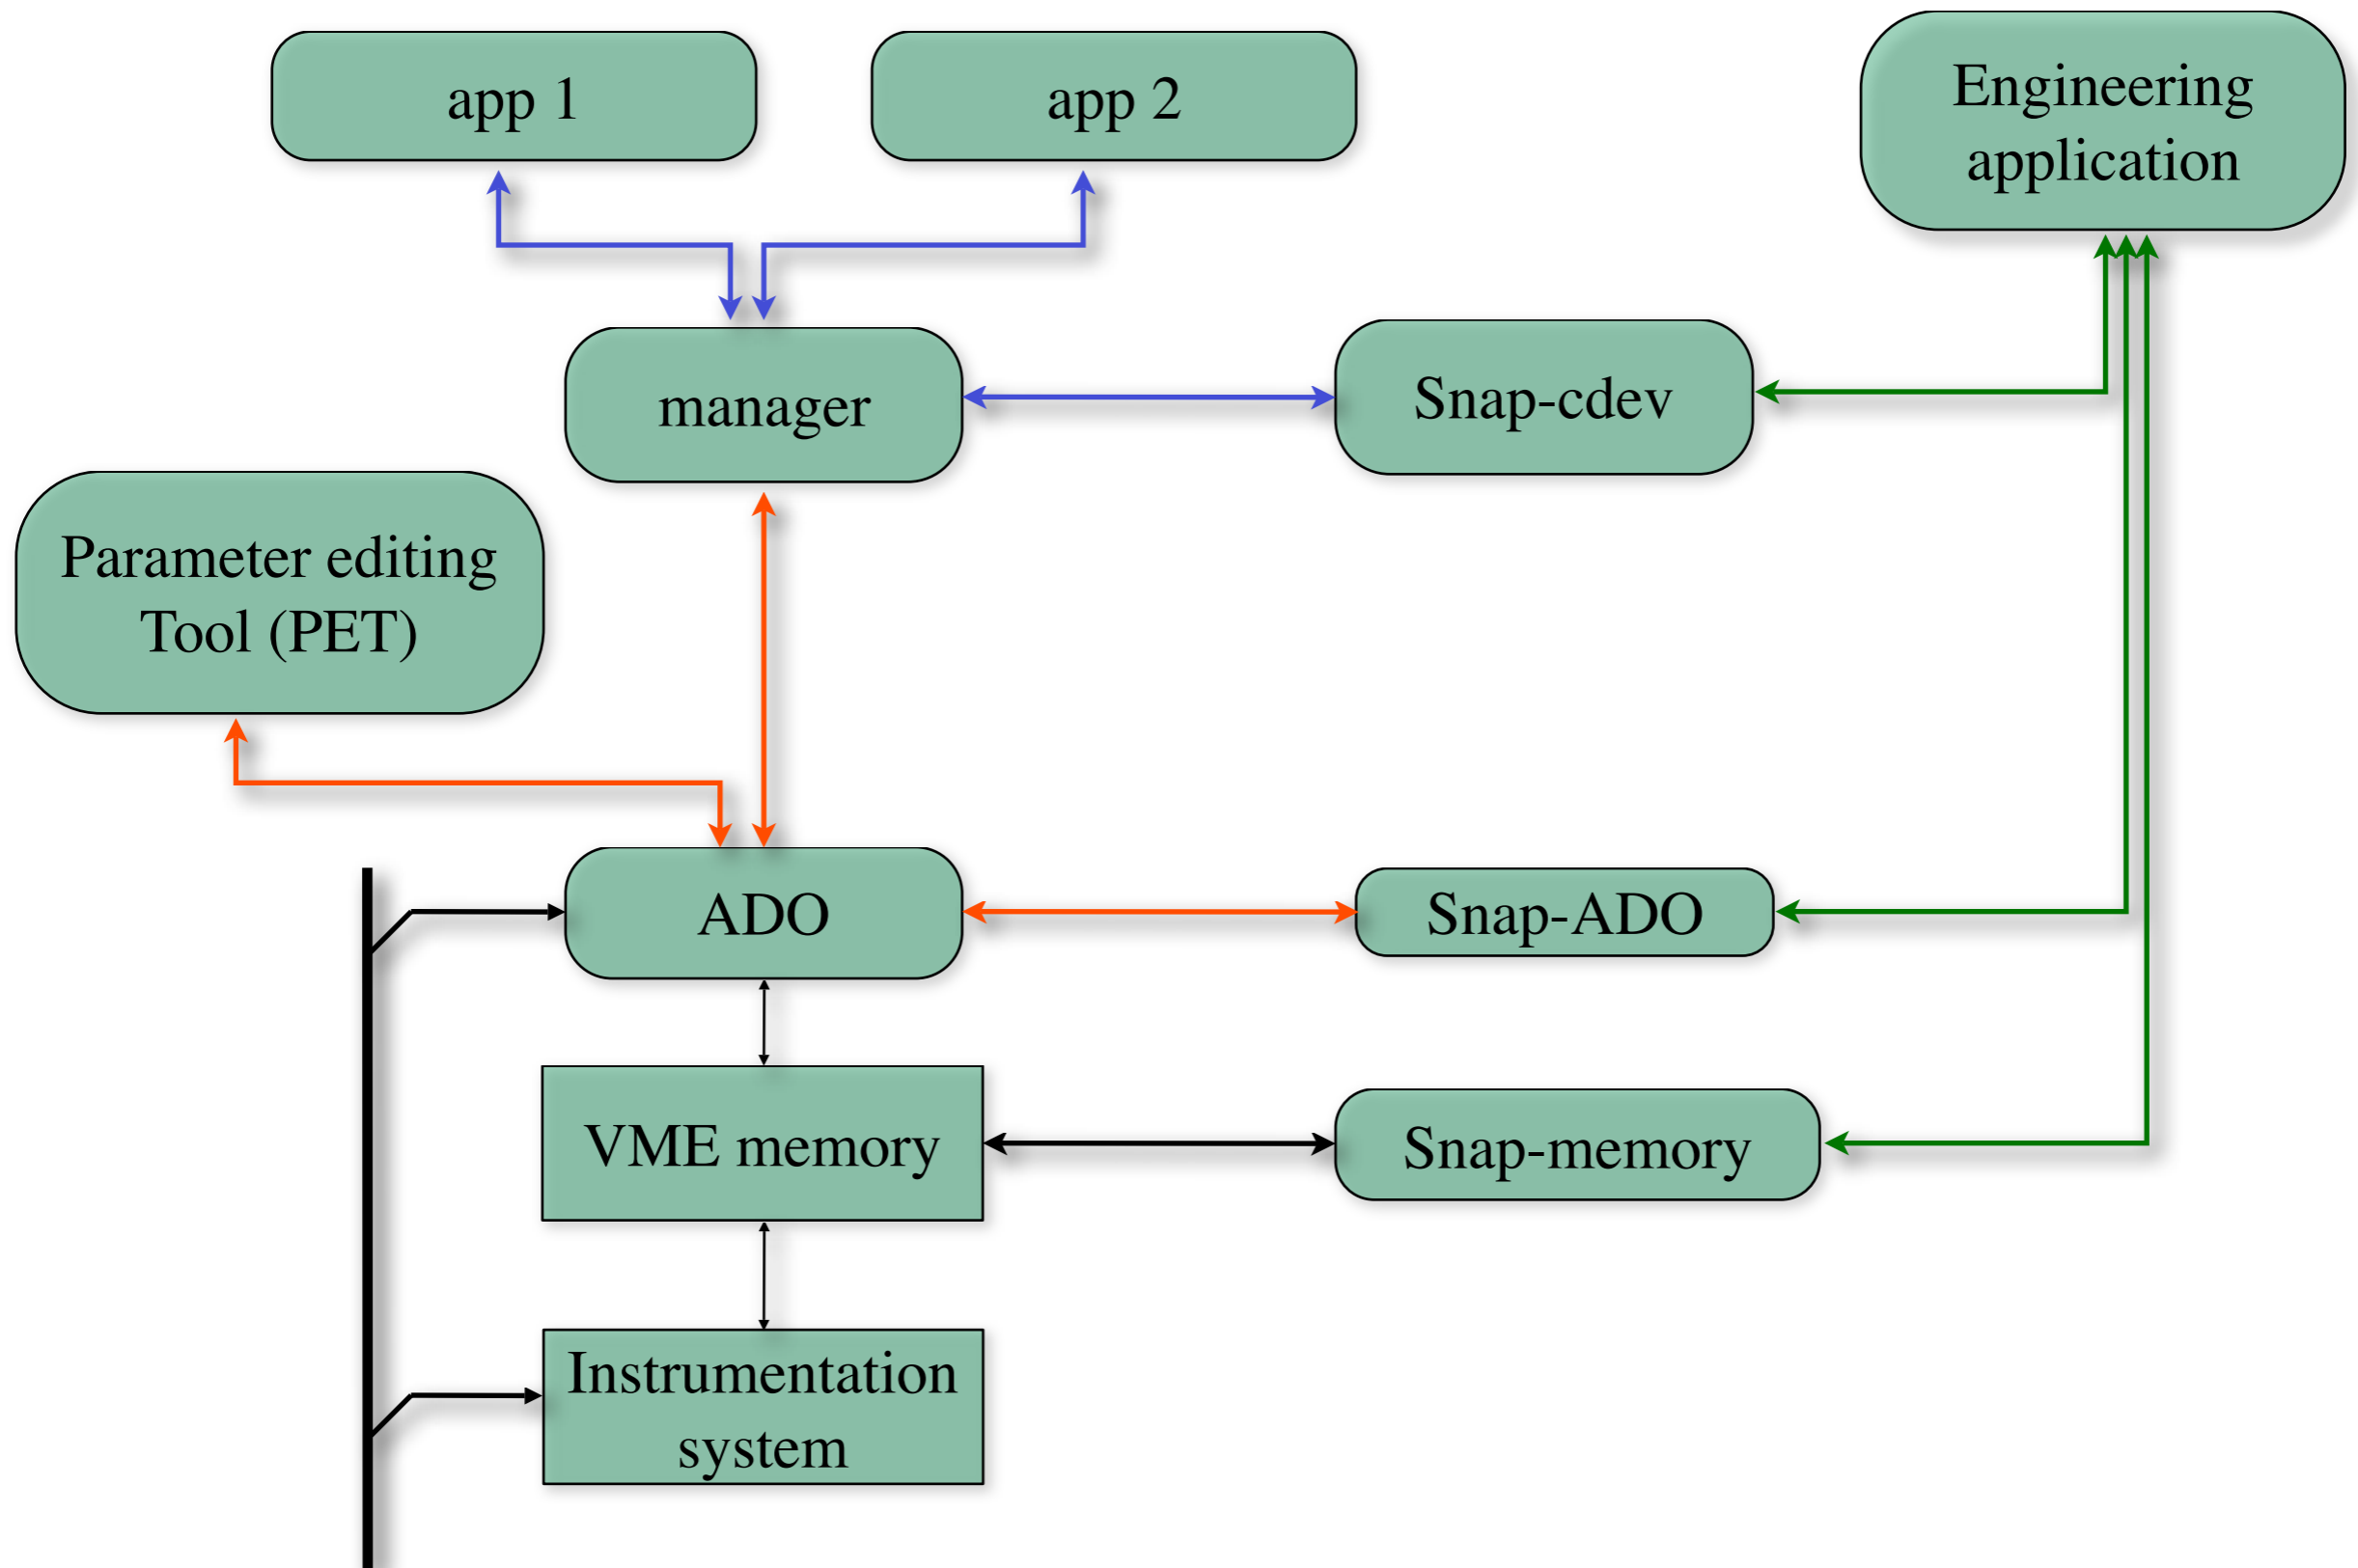 app 1
app 2
Engineering
application
manager
Snap-cdev
Parameter editing
Tool (PET)
ADO
Snap-ADO
VME memory
Snap-memory
Instrumentation
system